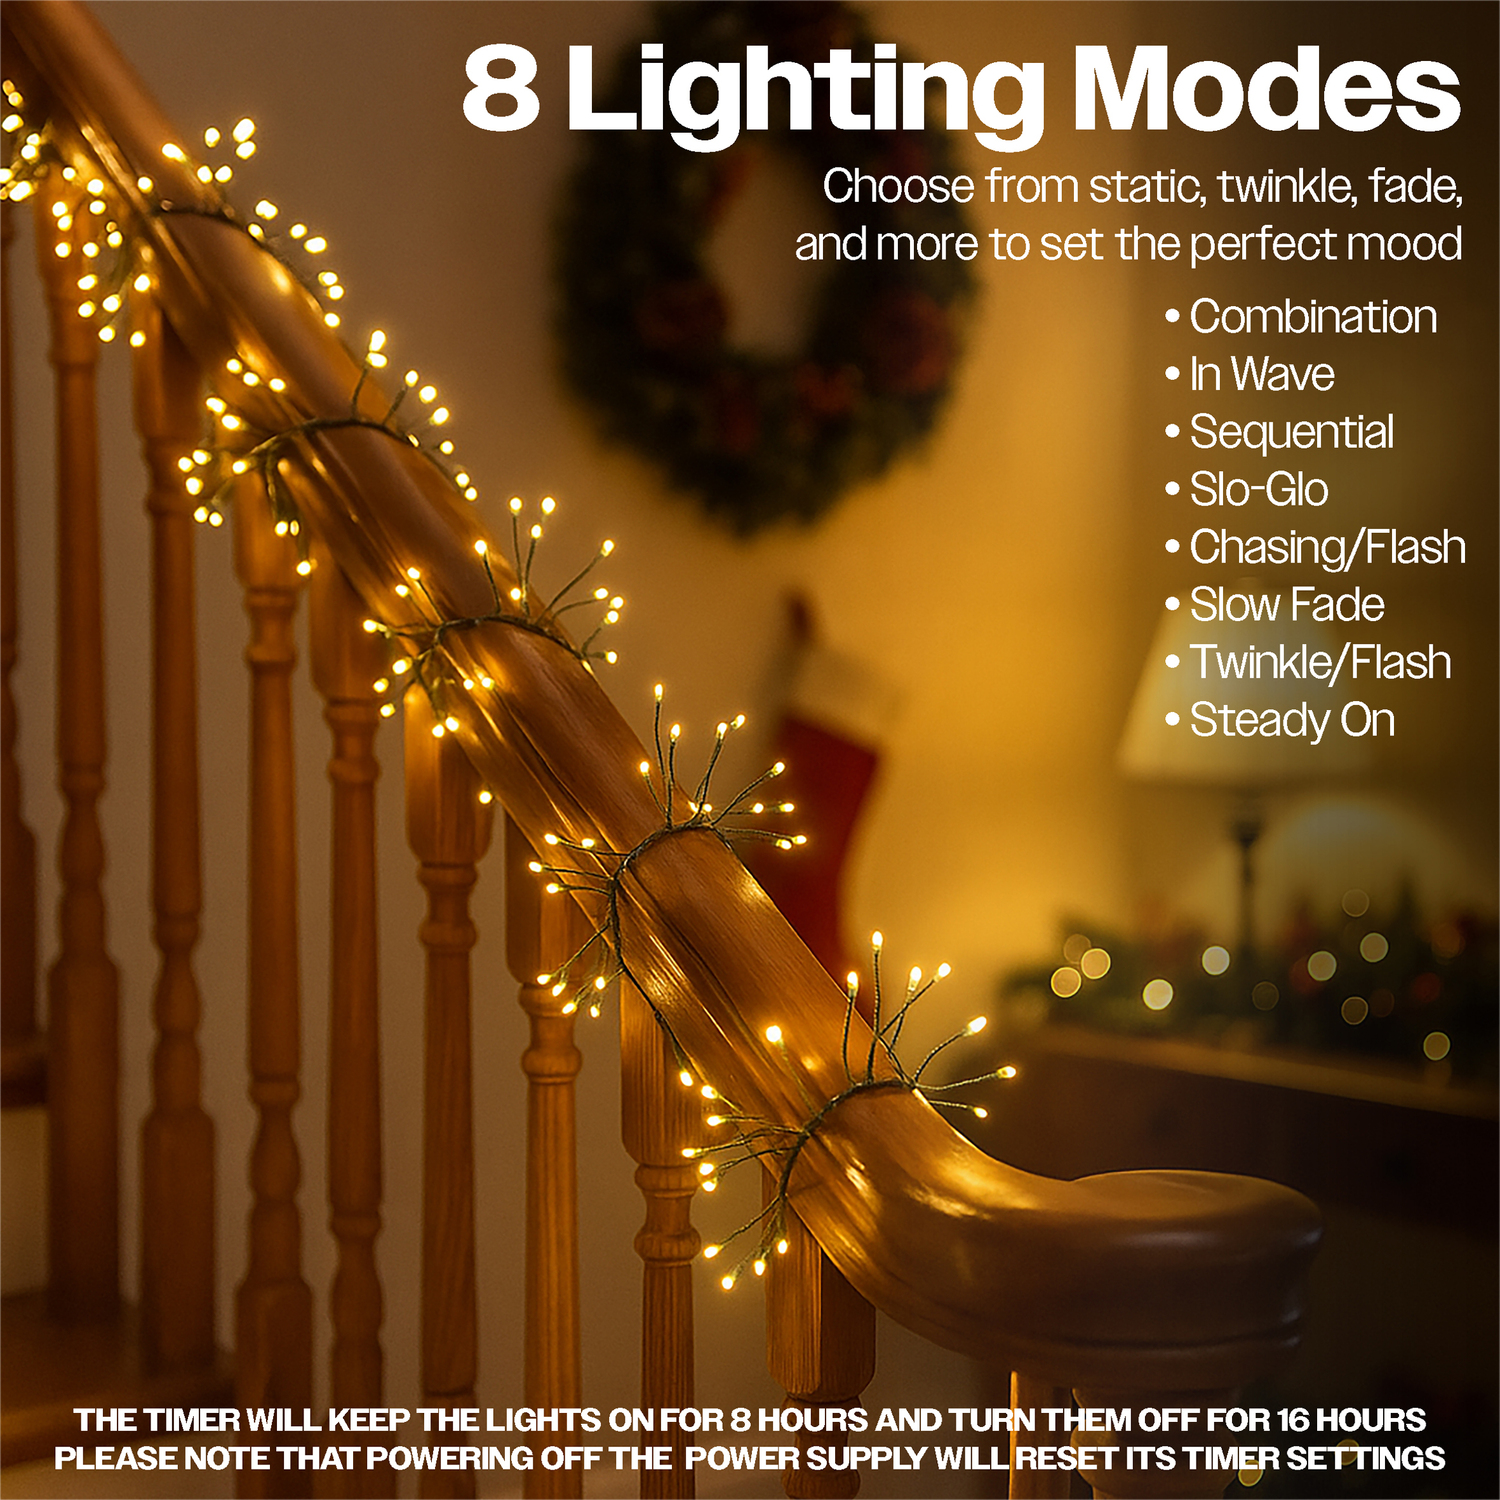 8 Lighting Modes
Choose from static, twinkle, fade,
and more to set the perfect mood
• Combination
• In Wave
• Sequential
• Slo-Glo
• Chasing/Flash
• Slow Fade
• Twinkle/Flash
• Steady On
THE TIMER WILL KEEP THE LIGHTS ON FOR 8 HOURS AND TURN THEM OFF FOR 16 HOURS
PLEASE NOTE THAT POWERING OFF THE POWER SUPPLY WILL RESET ITS TIMER SETTINGS